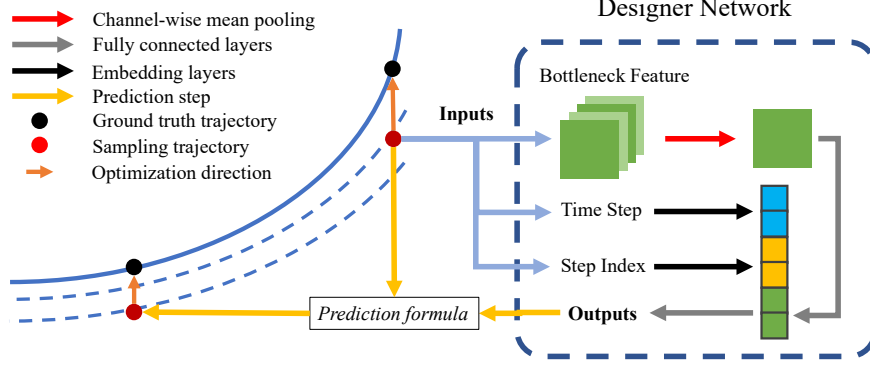 Designer Network
Channel-wise mean pooling
Fully connected layers
Embedding layers
Prediction step
Ground truth trajectory
Sampling trajectory
Optimization direction
Inputs
Bottleneck Feature
Time Step
Step Index
Prediction formula
Outputs